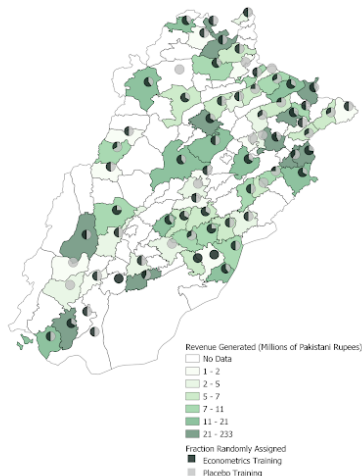 Revenue Generated (Millions of Pakistani Rupees)
No Data
1 - 2
2 - 5
5 - 7
7 - 11
11 - 21
21 - 233
Fraction Randomly Assigned
Econometrics Training
Placebo Training